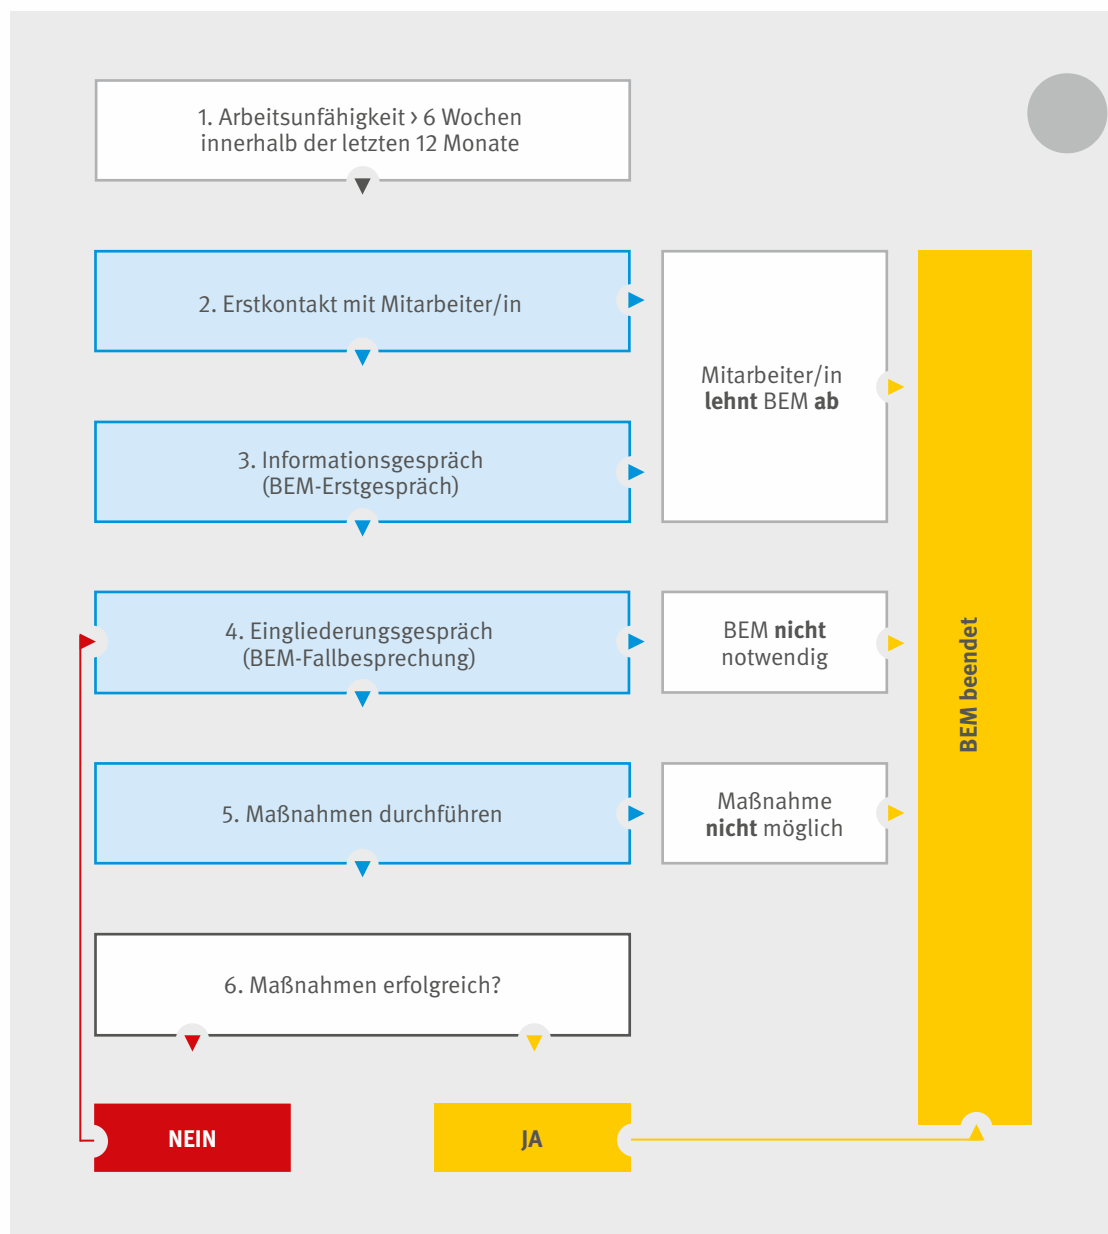 1. Arbeitsunfähigkeit > 6 Wochen
innerhalb der letzten 12 Monate
2. Erstkontakt mit Mitarbeiter/in
Mitarbeiter/in
lehnt BEM ab
3. Informationsgespräch
(BEM-Erstgespräch)
4. Eingliederungsgespräch
(BEM-Fallbesprechung)
BEM nicht
notwendig
BEM beendet
5. Maßnahmen durchführen
Maßnahme
nicht möglich
6. Maßnahmen erfolgreich?
NEIN
JA